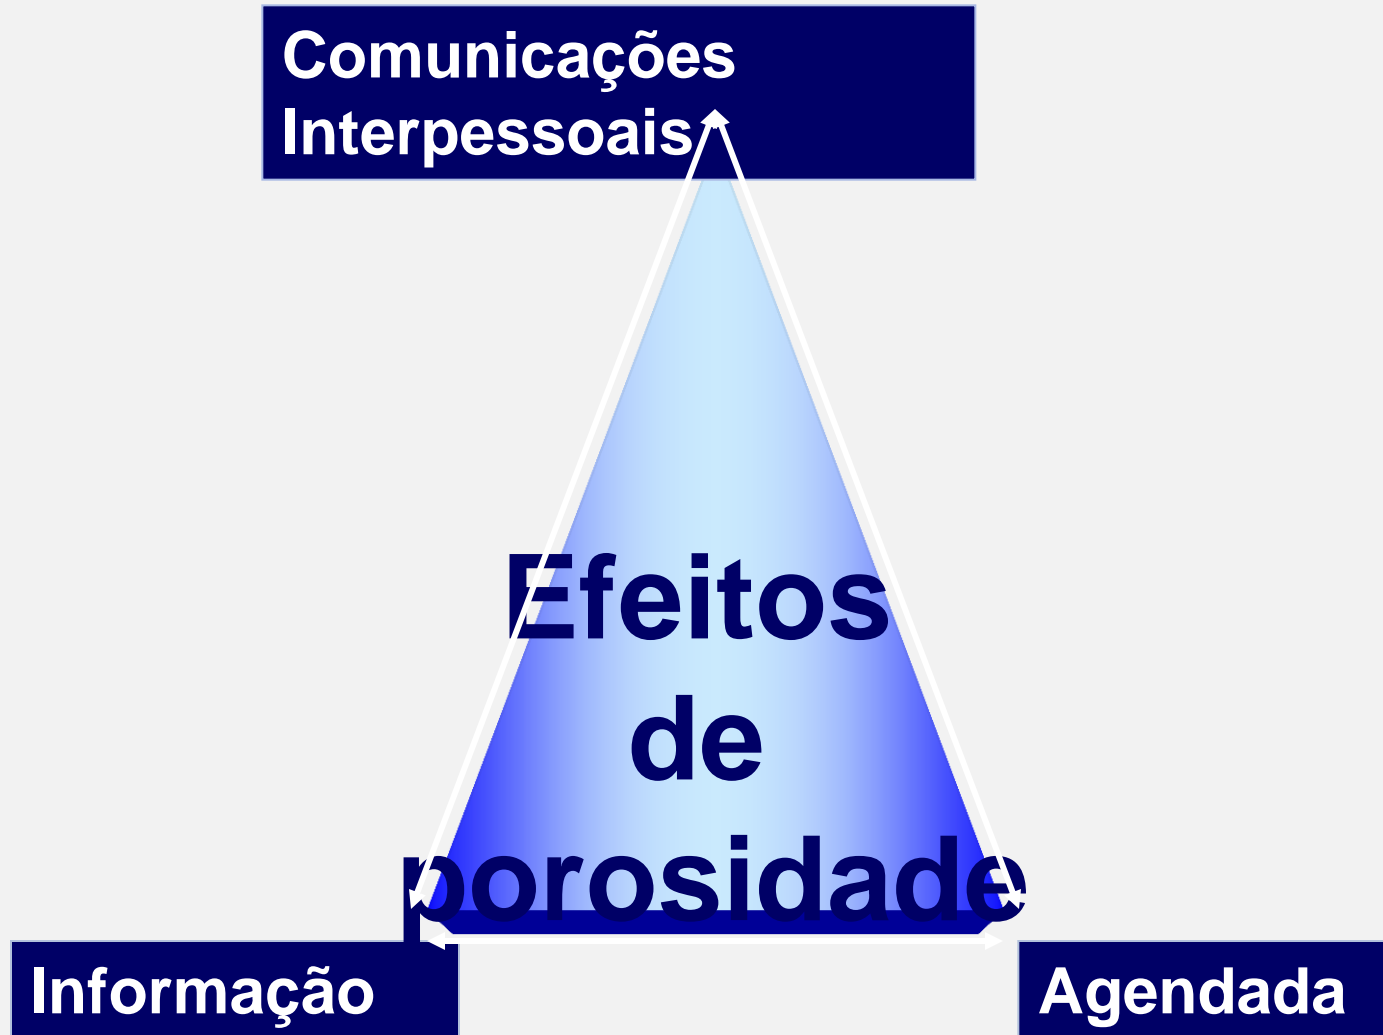 Comunicações
Interpessoais
Efeitos
de
porosidade
Informação
Agendada